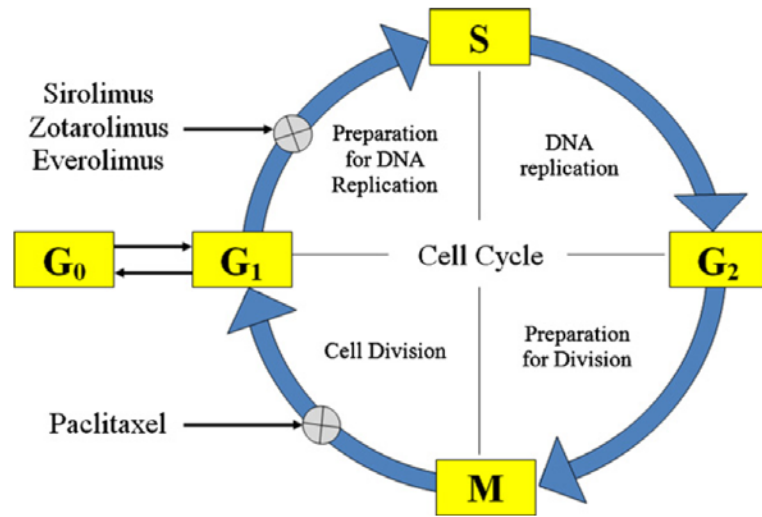 S
Sirolimus
Zotarolimus
Everolimus
Preparation
for DNA
Replication
DNA
replication
G₀
G₁
Cell Cycle
G₂
Cell Division
Preparation
for Division
Paclitaxel
M